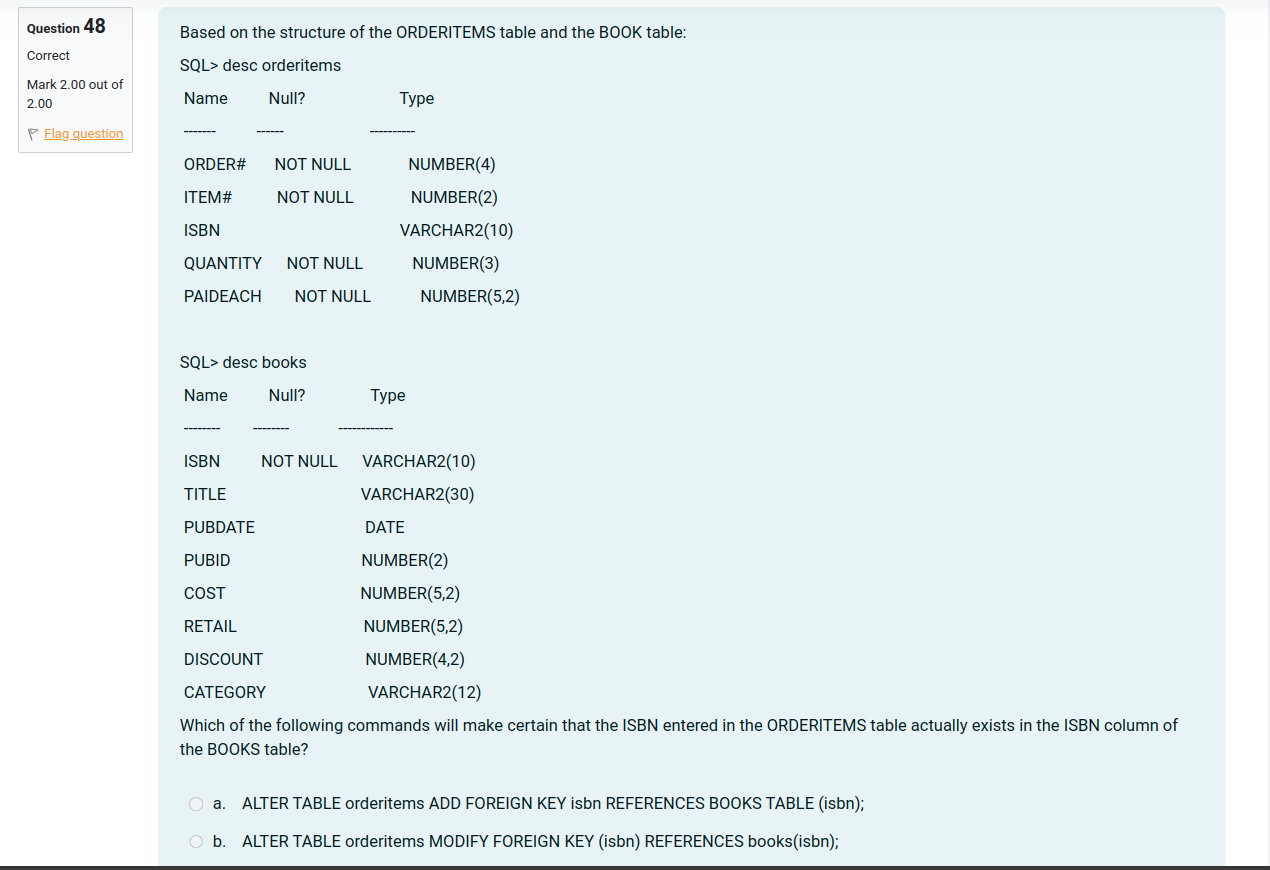 Question 48
Correct
Mark 2.00 out of
2.00
Flag question
Based on the structure of the ORDERITEMS table and the BOOK table:
SQL> desc orderitems
Name Null? Type
------- ------ ----------
ORDER# NOT NULL NUMBER(4)
ITEM# NOT NULL NUMBER(2)
ISBN VARCHAR2(10)
QUANTITY NOT NULL NUMBER(3)
PAIDEACH NOT NULL NUMBER(5,2)
SQL> desc books
Name Null? Type
-------- -------- ------------
ISBN NOT NULL VARCHAR2(10)
TITLE VARCHAR2(30)
PUBDATE DATE
PUBID NUMBER(2)
COST NUMBER(5,2)
RETAIL NUMBER(5,2)
DISCOUNT NUMBER(4,2)
CATEGORY VARCHAR2(12)
Which of the following commands will make certain that the ISBN entered in the ORDERITEMS table actually exists in the ISBN column of
the BOOKS table?
a. ALTER TABLE orderitems ADD FOREIGN KEY isbn REFERENCES BOOKS TABLE (isbn);
b. ALTER TABLE orderitems MODIFY FOREIGN KEY (isbn) REFERENCES books(isbn);